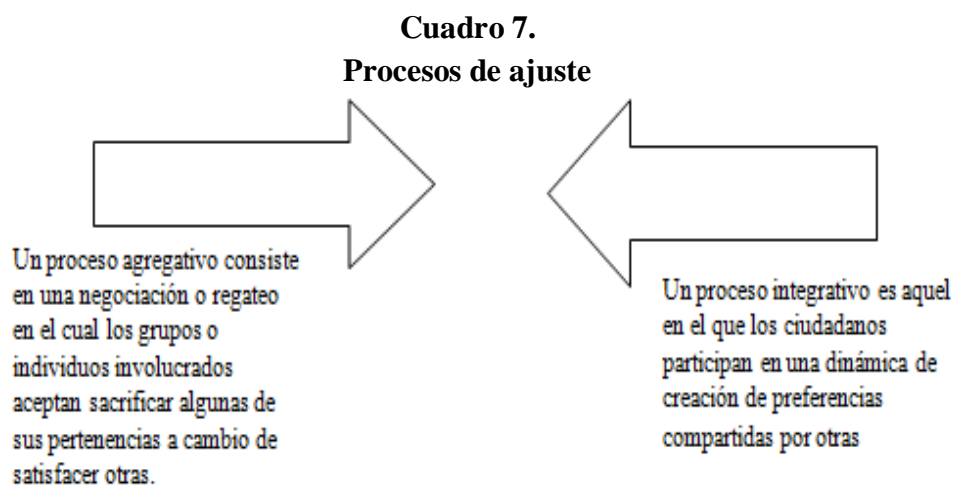 Cuadro 7.
Procesos de ajuste
Un proceso agregativo consiste
en una negociación o regateo
en el cual los grupos o
individuos involucrados
aceptan sacrificar algunas de
sus pertenencias a cambio de
satisfacer otras.
Un proceso integrativo es aquel
en el que los ciudadanos
participan en una dinámica de
creación de preferencias
compartidas por otras